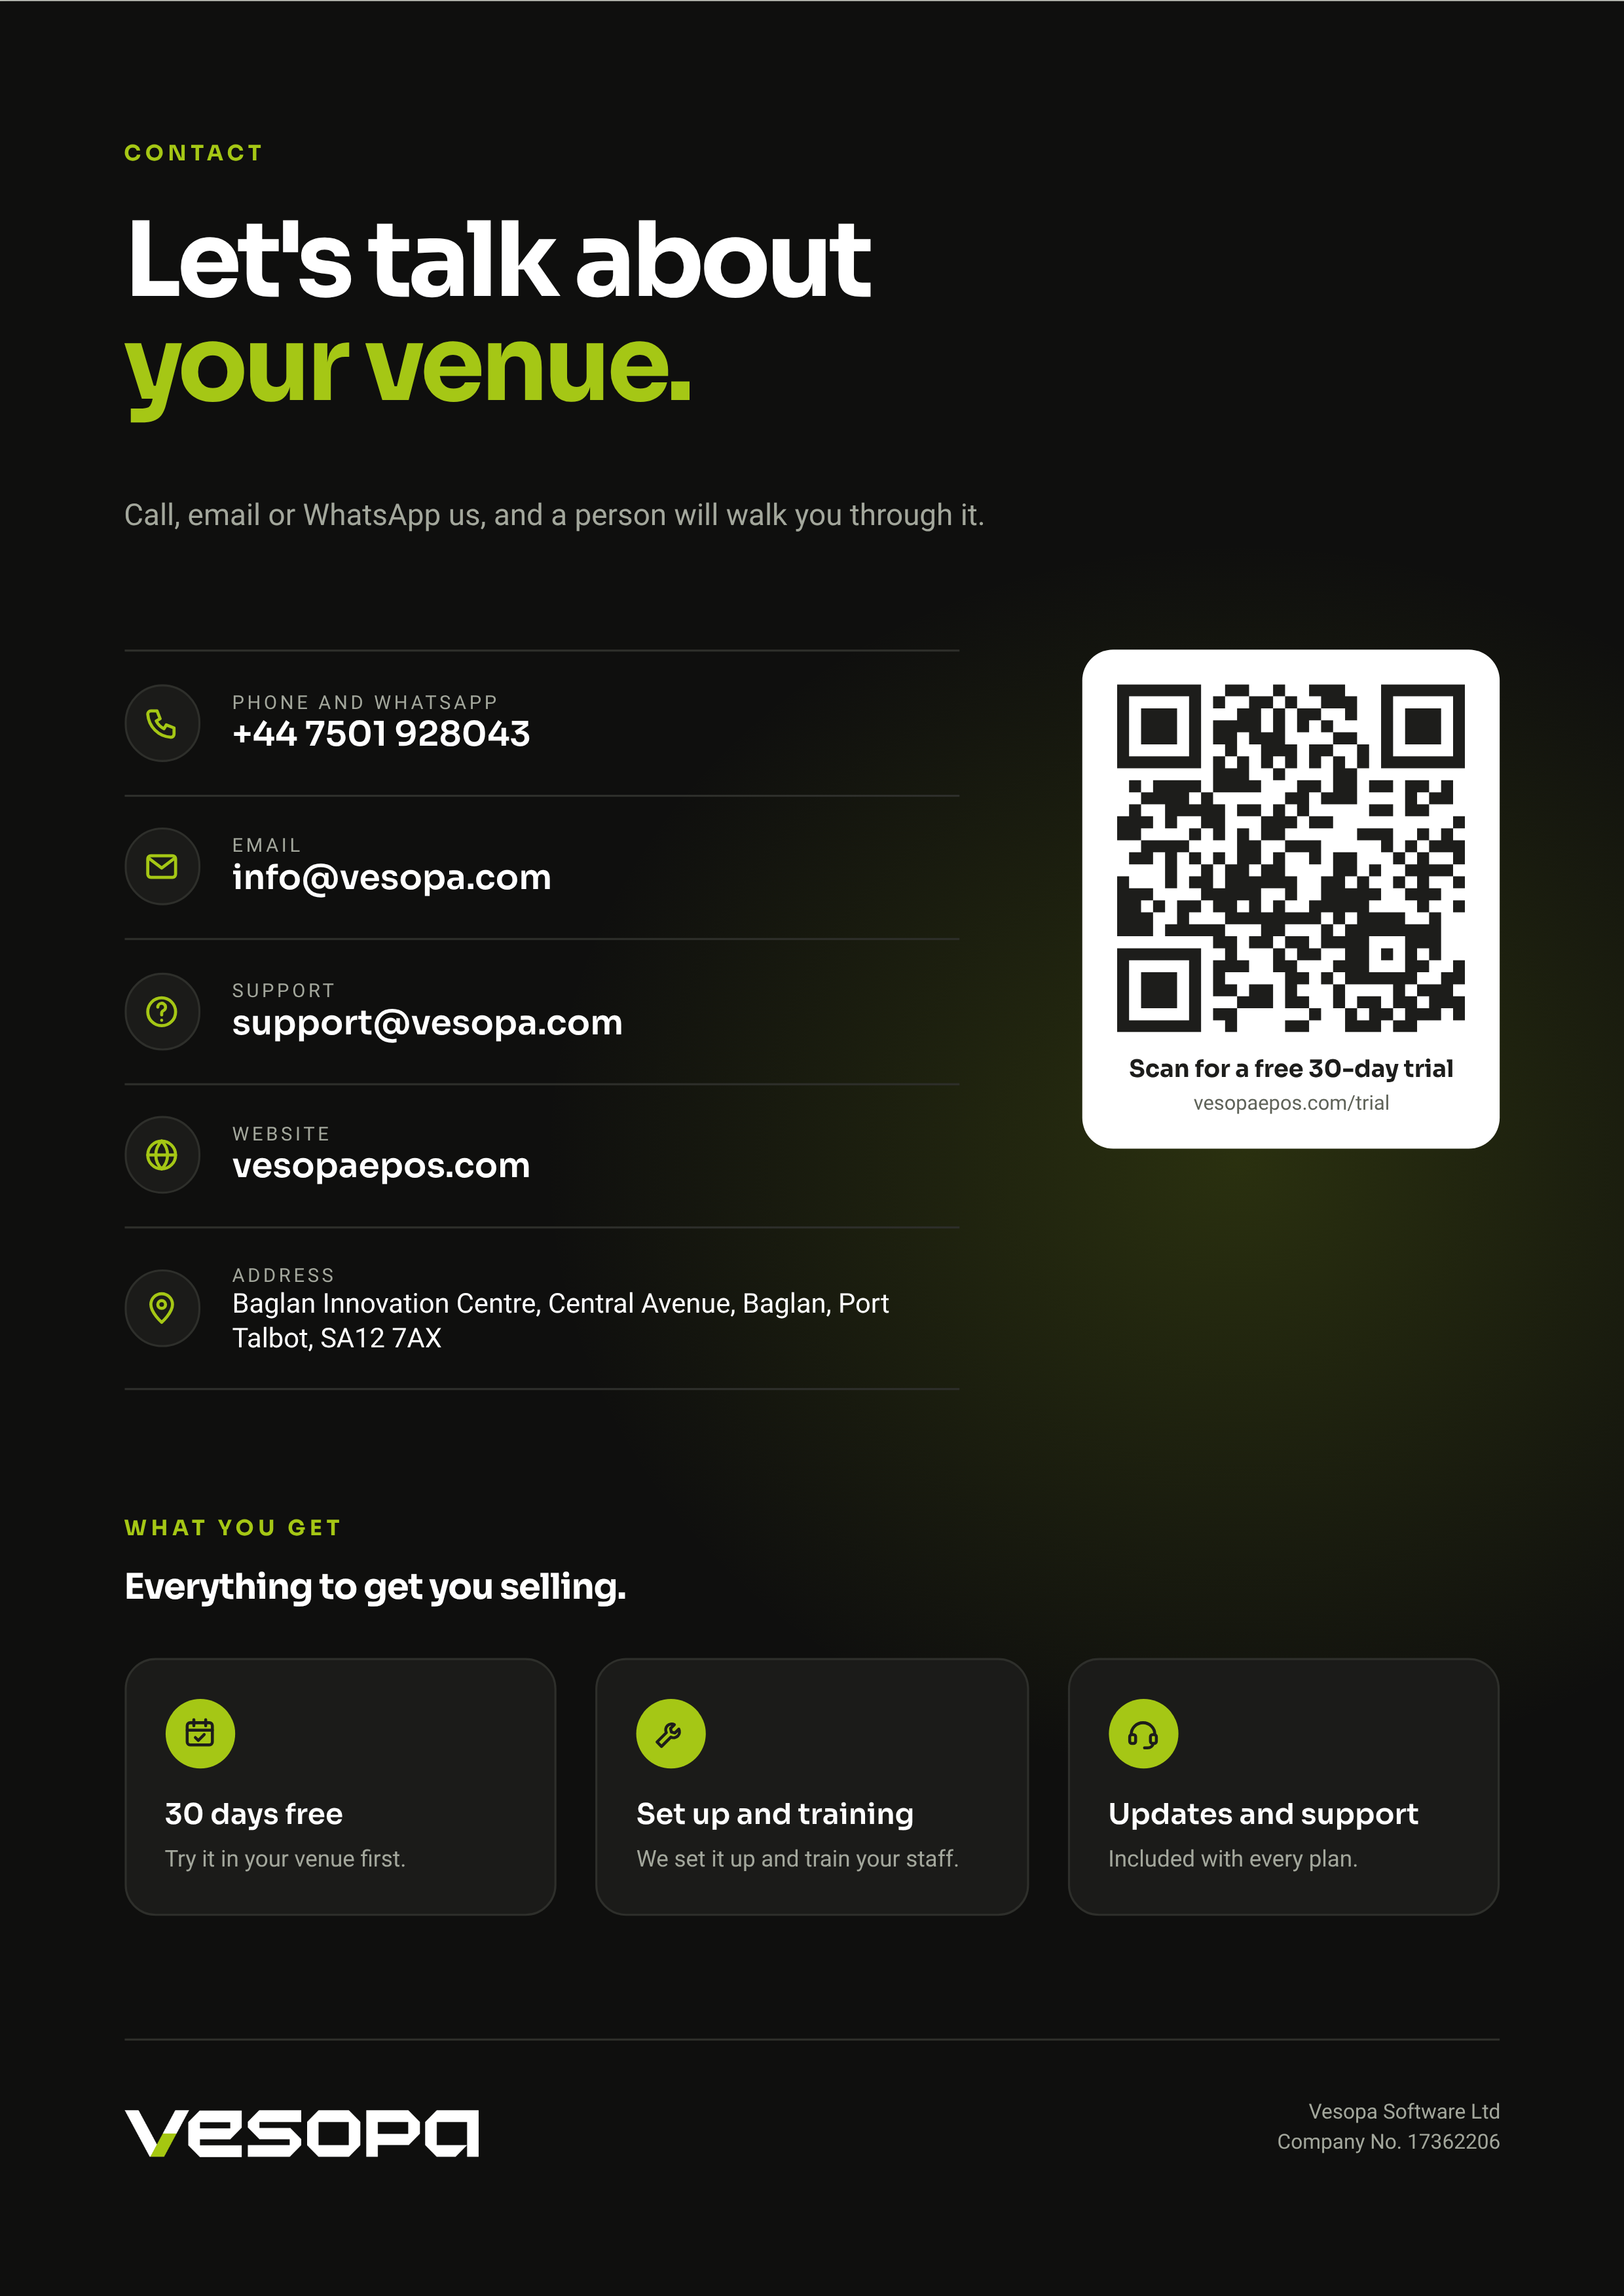 CONTACT
Let's talk about
your venue.
Call, email or WhatsApp us, and a person will walk you through it.
PHONE AND WHATSAPP
+44 7501 928043
EMAIL
info@vesopa.com
SUPPORT
support@vesopa.com
WEBSITE
vesopaepos.com
ADDRESS
Baglan Innovation Centre, Central Avenue, Baglan, Port
Talbot, SA12 7AX
Scan for a free 30-day trial
vesopaepos.com/trial
WHAT YOU GET
Everything to get you selling.
30 days free
Try it in your venue first.
Set up and training
We set it up and train your staff.
Updates and support
Included with every plan.
vesopa
Vesopa Software Ltd
Company No. 17362206